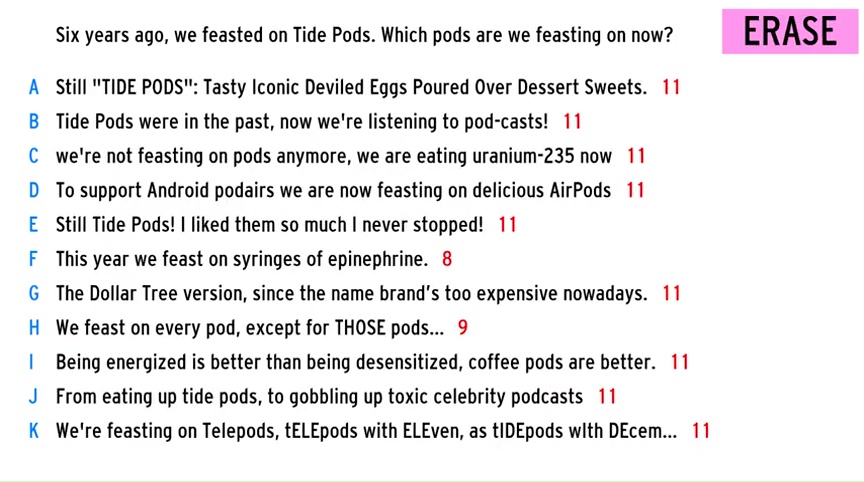 Six years ago, we feasted on Tide Pods. Which pods are we feasting on now?
ERASE
A Still "TIDE PODS": Tasty Iconic Deviled Eggs Poured Over Dessert Sweets. 11
B Tide Pods were in the past, now we're listening to pod-casts! 11
C we're not feasting on pods anymore, we are eating uranium-235 now 11
D To support Android podairs we are now feasting on delicious AirPods 11
E Still Tide Pods! I liked them so much I never stopped! 11
F This year we feast on syringes of epinephrine. 8
G The Dollar Tree version, since the name brand’s too expensive nowadays. 11
H We feast on every pod, except for THOSE pods... 9
I Being energized is better than being desensitized, coffee pods are better. 11
J From eating up tide pods, to gobbling up toxic celebrity podcasts 11
K We're feasting on Telepods, tELEpods with ELEven, as tIDEpods wIth DEcem... 11